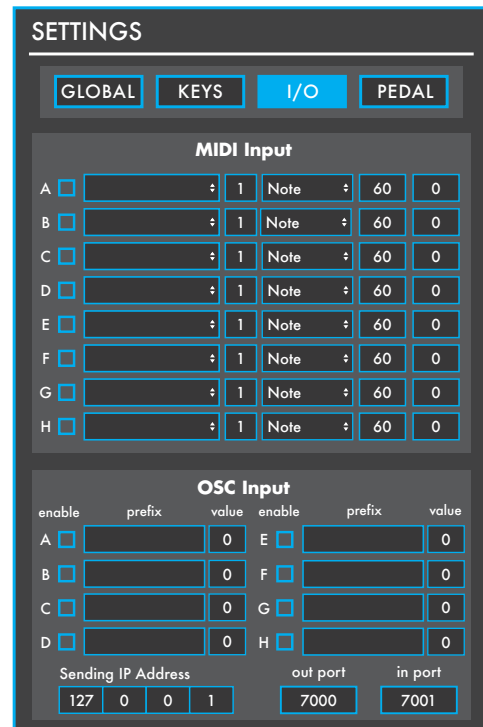 SETTINGS
GLOBAL KEYS I/O PEDAL
MIDI Input
A 1 Note 60 0
B 1 Note 60 0
C 1 Note 60 0
D 1 Note 60 0
E 1 Note 60 0
F 1 Note 60 0
G 1 Note 60 0
H 1 Note 60 0
OSC Input
enable prefix value enable prefix value
A 0 E 0
B 0 F 0
C 0 G 0
D 0 H 0
Sending IP Address out port in port
127 0 0 1 7000 7001